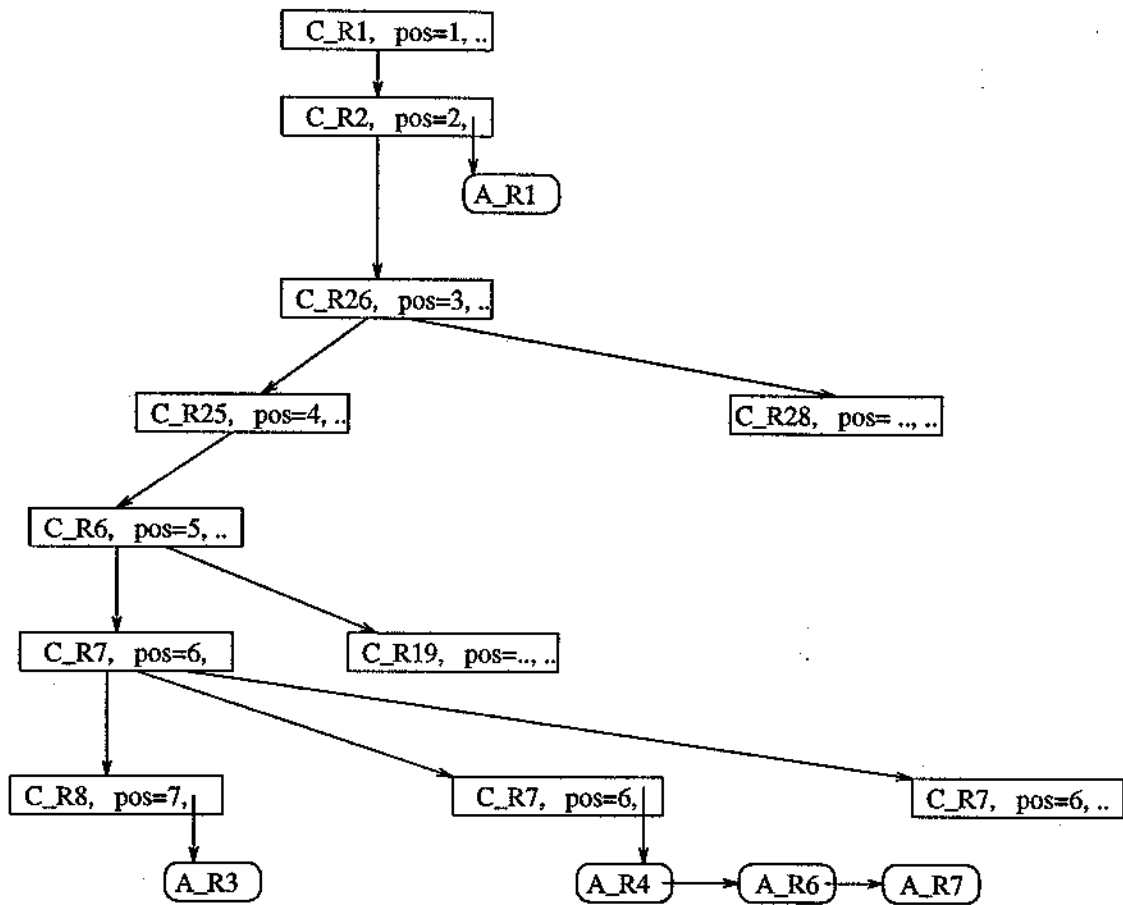 C_R1, pos=1, ..
C_R2, pos=2,
A_R1
C_R26, pos=3, ..
C_R25, pos=4, ..
C_R28, pos= .., ..
C_R6, pos=5, ..
C_R7, pos=6,
C_R19, pos=.., ..
C_R8, pos=7,
C_R7, pos=6,
C_R7, pos=6, ..
A_R3
A_R4
A_R6
A_R7